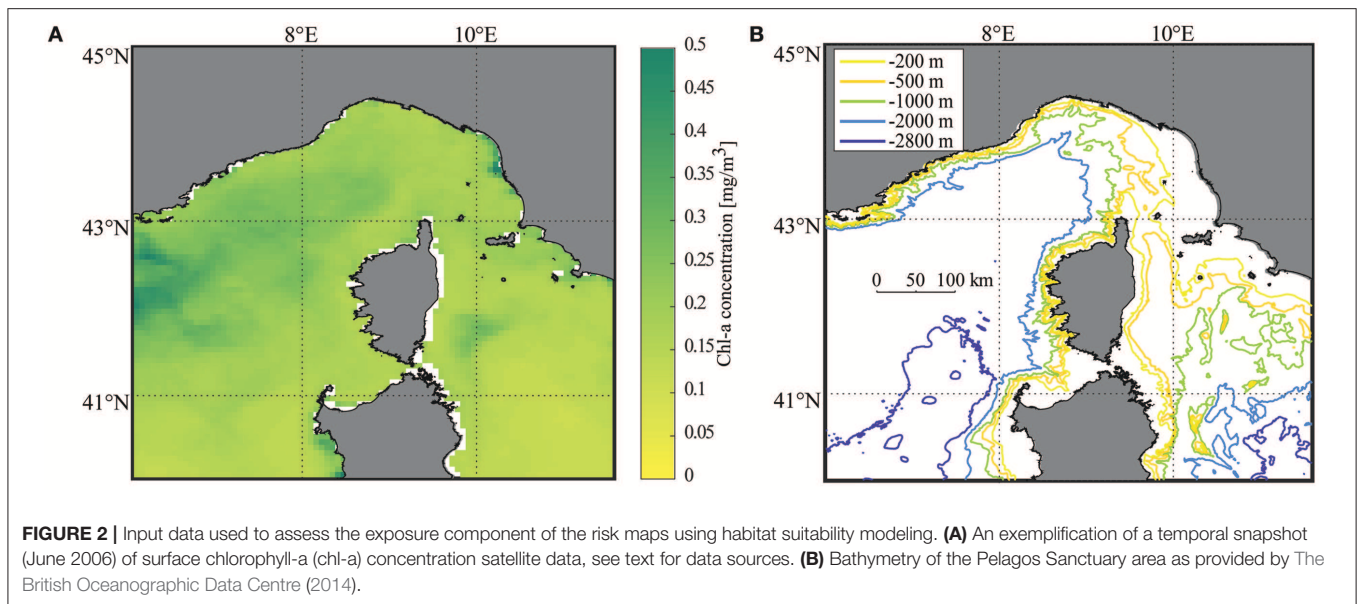 A
8°E
10°E
45°N
43°N
41°N
0.5
0.45
0.4
0.35
0.3
0.25
0.2
0.15
0.1
0.05
0
Chl-a concentration [mg/m³]
B
8°E
10°E
45°N
43°N
41°N
-200 m
-500 m
-1000 m
-2000 m
-2800 m
0 50 100 km
FIGURE 2 | Input data used to assess the exposure component of the risk maps using habitat suitability modeling. (A) An exemplification of a temporal snapshot
(June 2006) of surface chlorophyll-a (chl-a) concentration satellite data, see text for data sources. (B) Bathymetry of the Pelagos Sanctuary area as provided by The
British Oceanographic Data Centre (2014).